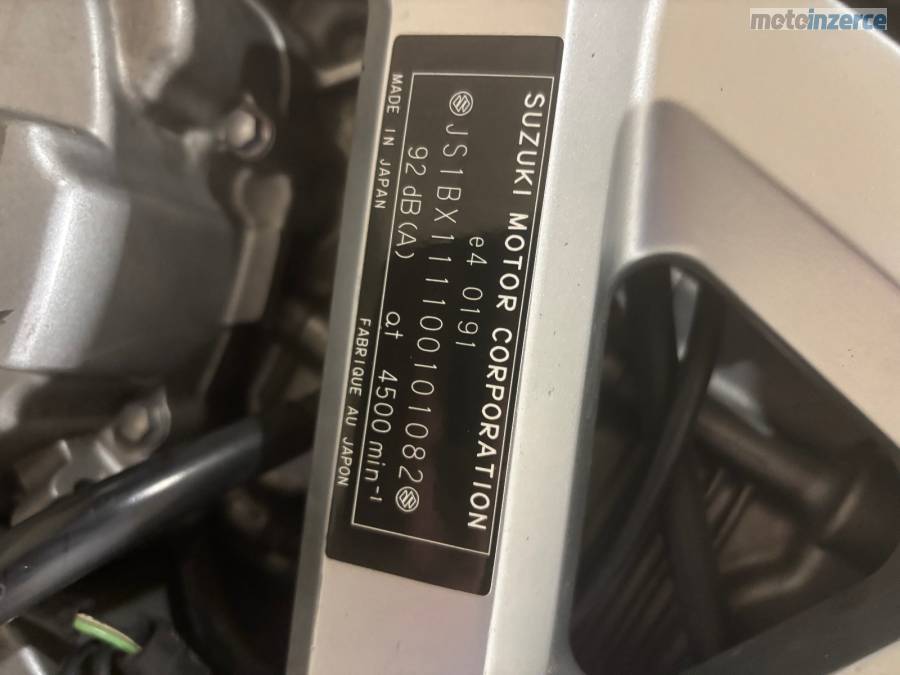 motoinzerce
SUZUKI MOTOR CORPORATION
e4 0191
JS1BX111100101082
92 dB(A) at 4500 min⁻¹
MADE IN JAPAN FABRIQUE AU JAPON